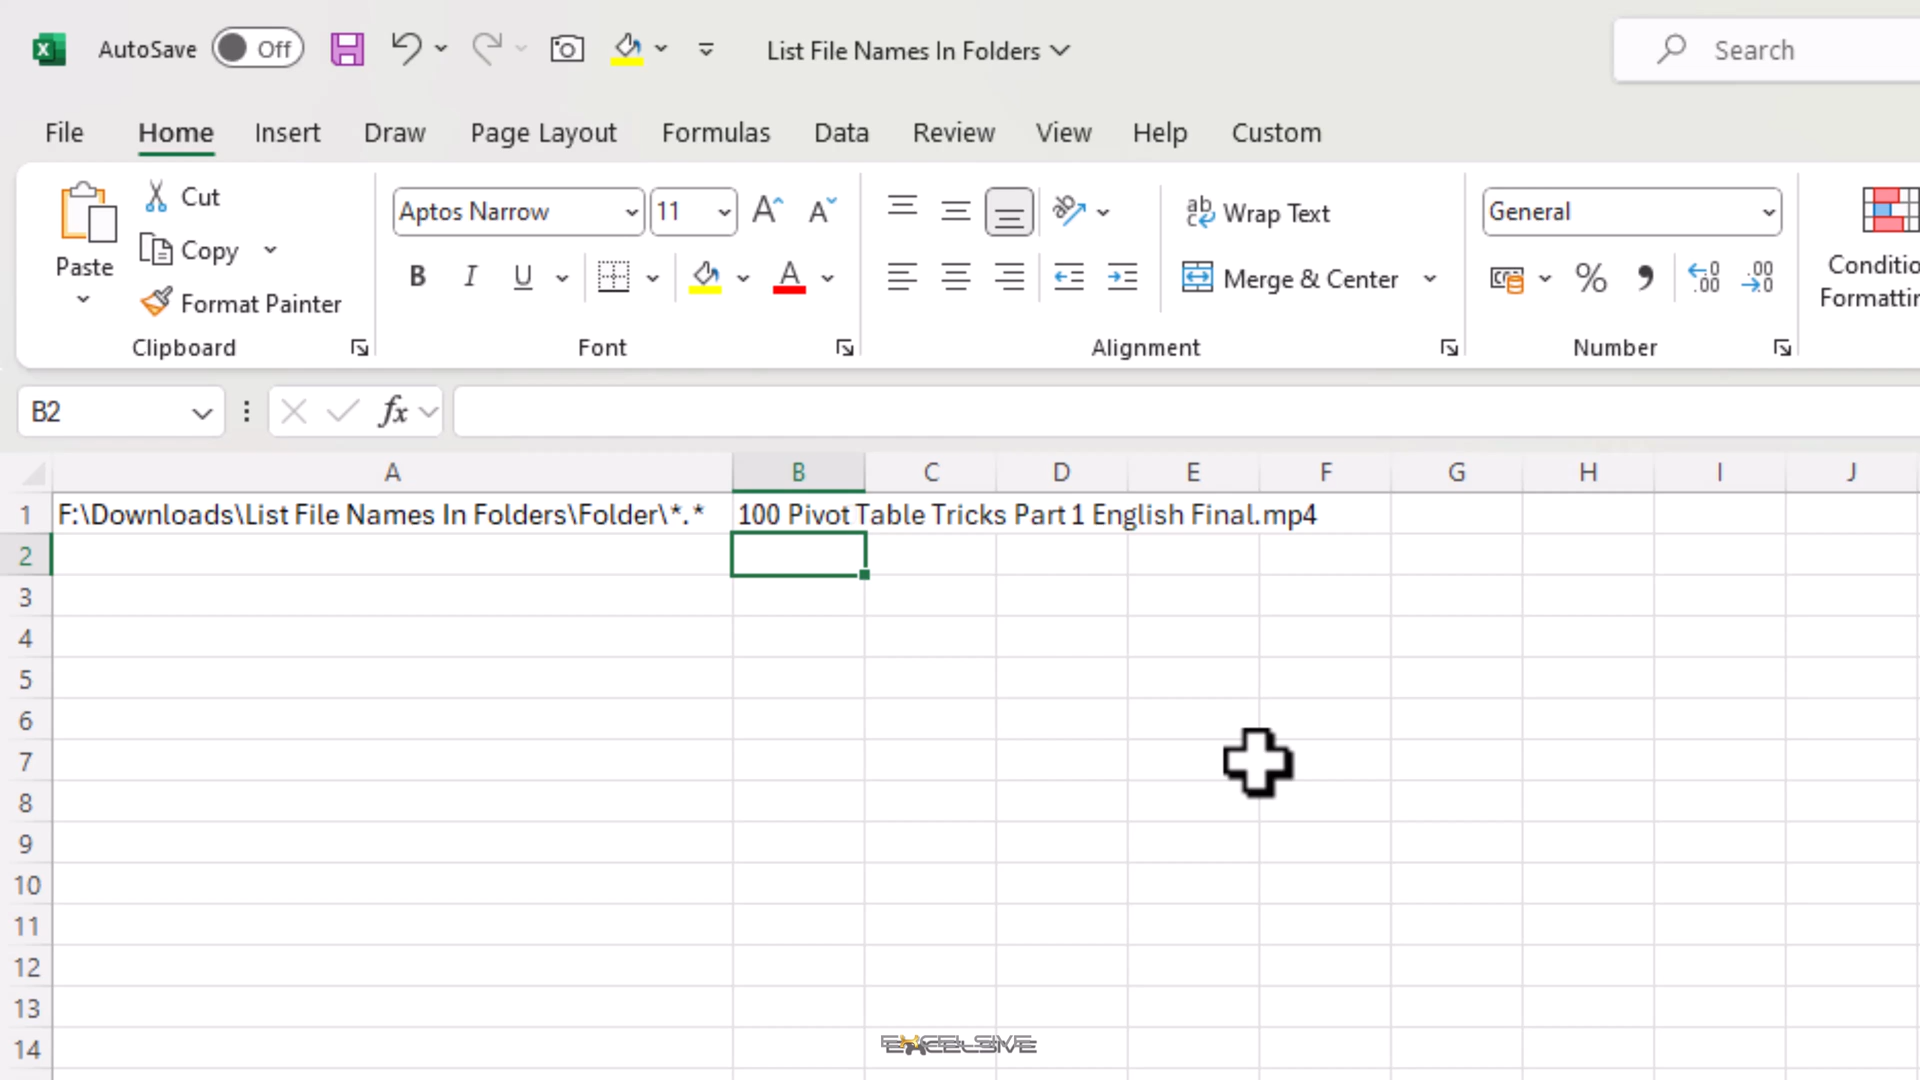 AutoSave Off List File Names In Folders Search
File Home Insert Draw Page Layout Formulas Data Review View Help Custom
Paste
Cut
Copy
Format Painter
Clipboard
Aptos Narrow 11
B I U A
Font
ab Wrap Text
Merge & Center
Alignment
General
% 
Number
Conditio
Formattin
B2 fx
A B C D E F G H I J
1 F:\Downloads\List File Names In Folders\Folder\*.* 100 Pivot Table Tricks Part 1 English Final.mp4
2
3
4
5
6
7
8
9
10
11
12
13
14
EXCELSIVE